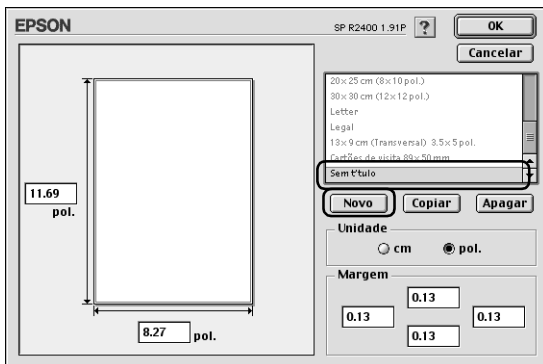 EPSON
SP R2400 1.91P ? OK
Cancelar
20×25 cm (8×10 pol.)
30×30 cm (12×12 pol.)
Letter
Legal
13×9 cm (Transversal) 3.5×5 pol.
Cartões de visita 89×50 mm
Sem t'tulo
Novo Copiar Apagar
Unidade
cm pol.
Margem
0.13
0.13 0.13
0.13
11.69
pol.
8.27 pol.